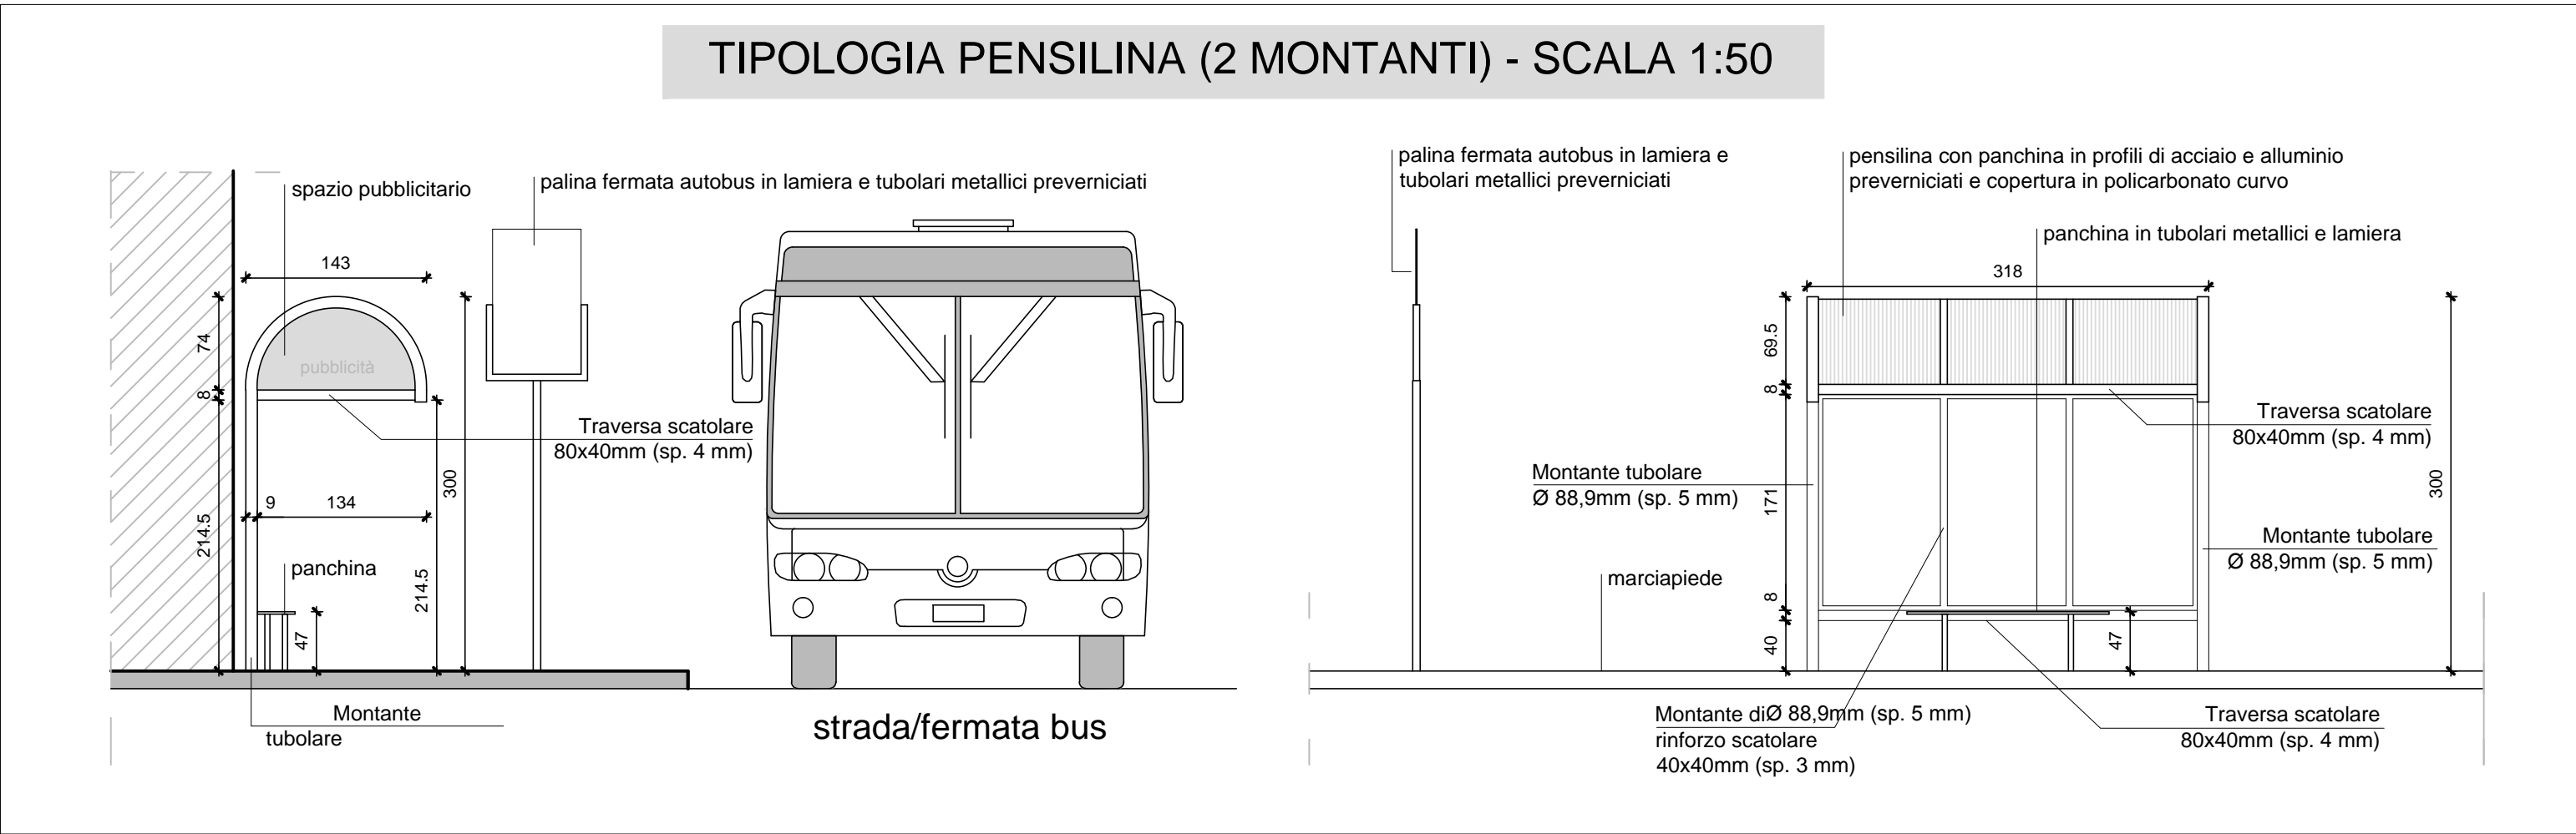 TIPOLOGIA PENSILINA (2 MONTANTI) - SCALA 1:50
spazio pubblicitario
palina fermata autobus in lamiera e tubolari metallici preverniciati
143
74
pubblicità
8
Traversa scatolare
80x40mm (sp. 4 mm)
300
9
134
214.5
panchina
214.5
47
Montante
tubolare
strada/fermata bus
palina fermata autobus in lamiera e
tubolari metallici preverniciati
pensilina con panchina in profili di acciaio e alluminio
preverniciati e copertura in policarbonato curvo
panchina in tubolari metallici e lamiera
318
69.5
8
Traversa scatolare
80x40mm (sp. 4 mm)
Montante tubolare
Ø 88,9mm (sp. 5 mm)
171
300
Montante tubolare
Ø 88,9mm (sp. 5 mm)
marciapiede
8
40
47
Montante diØ 88,9mm (sp. 5 mm)
rinforzo scatolare
40x40mm (sp. 3 mm)
Traversa scatolare
80x40mm (sp. 4 mm)